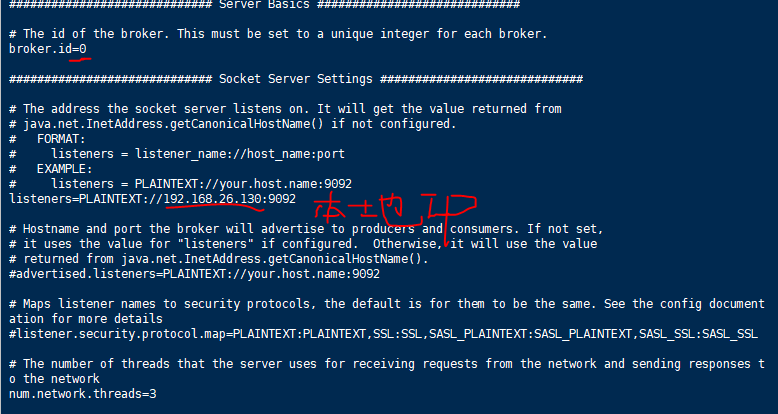 ############################# Server Basics #############################
# The id of the broker. This must be set to a unique integer for each broker.
broker.id=0
############################# Socket Server Settings #############################
# The address the socket server listens on. It will get the value returned from
# java.net.InetAddress.getCanonicalHostName() if not configured.
#   FORMAT:
#     listeners = listener_name://host_name:port
#   EXAMPLE:
#     listeners = PLAINTEXT://your.host.name:9092
listeners=PLAINTEXT://192.168.26.130:9092
# Hostname and port the broker will advertise to producers and consumers. If not set,
# it uses the value for "listeners" if configured.  Otherwise, it will use the value
# returned from java.net.InetAddress.getCanonicalHostName().
#advertised.listeners=PLAINTEXT://your.host.name:9092
# Maps listener names to security protocols, the default is for them to be the same. See the config document
ation for more details
#listener.security.protocol.map=PLAINTEXT:PLAINTEXT,SSL:SSL,SASL_PLAINTEXT:SASL_PLAINTEXT,SASL_SSL:SASL_SSL
# The number of threads that the server uses for receiving requests from the network and sending responses t
o the network
num.network.threads=3